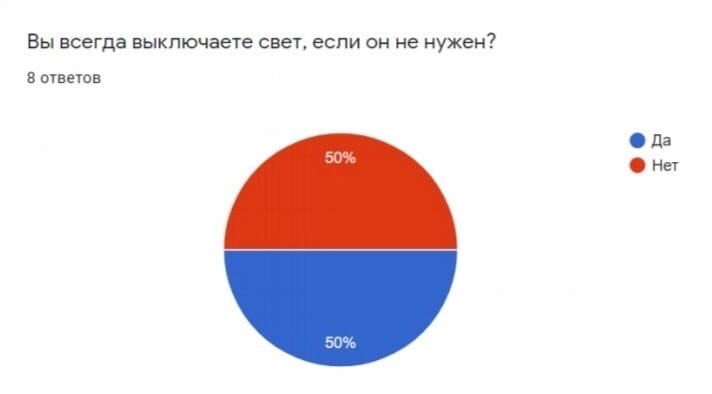 Вы всегда выключаете свет, если он не нужен?
8 ответов
Да
Нет
50%
50%